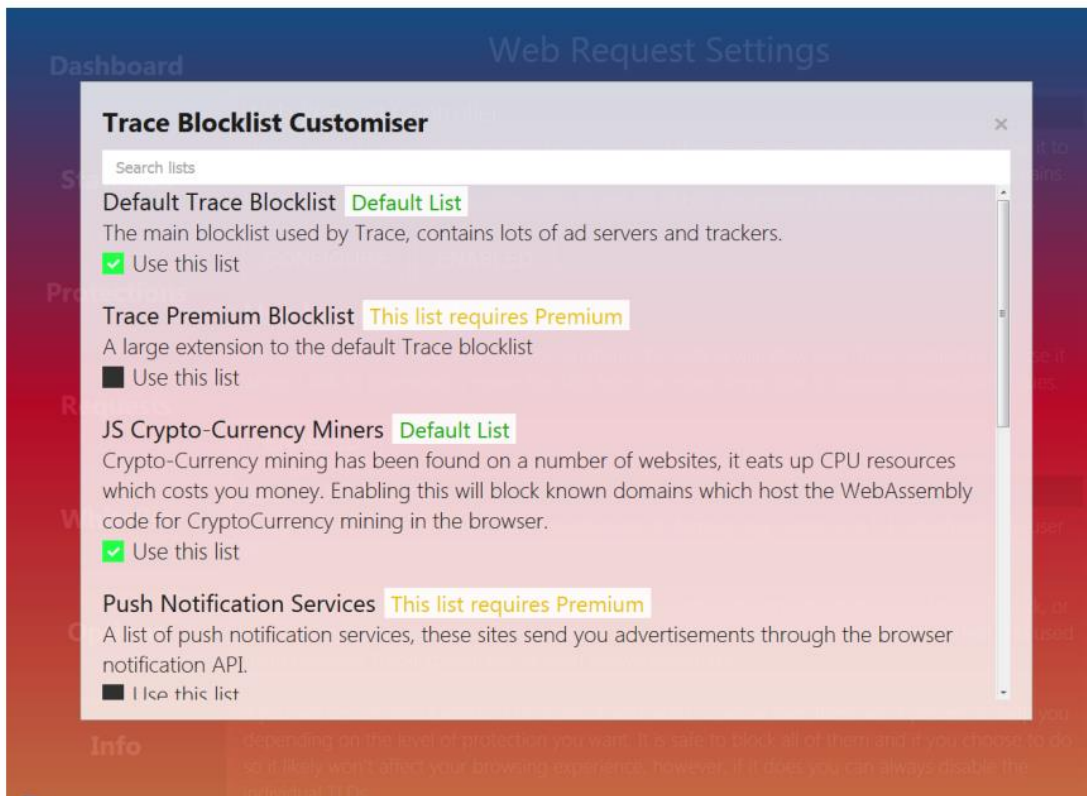 Web Request Settings
Dashboard
Trace Blocklist Customiser
×
Search lists
Default Trace Blocklist Default List
The main blocklist used by Trace, contains lots of ad servers and trackers.
Use this list
Trace Premium Blocklist This list requires Premium
A large extension to the default Trace blocklist
Use this list
JS Crypto-Currency Miners Default List
Crypto-Currency mining has been found on a number of websites, it eats up CPU resources
which costs you money. Enabling this will block known domains which host the WebAssembly
code for CryptoCurrency mining in the browser.
Use this list
Push Notification Services This list requires Premium
A list of push notification services, these sites send you advertisements through the browser
notification API.
Use this list
Info
depending on the level of protection you want. It is safe to block all of them and if you choose to do
so it likely won't affect your browsing experience, however, if it does you can always disable the
individual TLDs